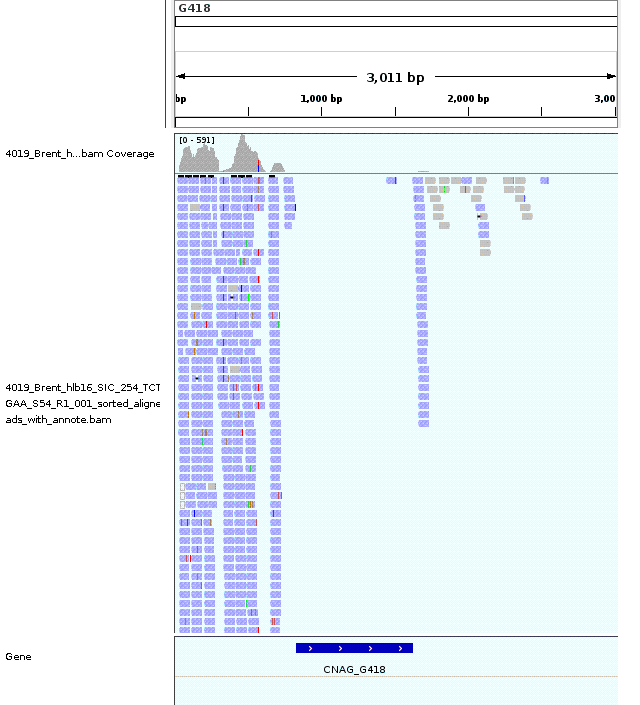 G418
3,011 bp
bp 1,000 bp 2,000 bp 3,00
[0 - 591]
4019_Brent_h...bam Coverage
4019_Brent_hlb16_SIC_254_TCT
GAA_S54_R1_001_sorted_aligne
ads_with_annote.bam
Gene
CNAG_G418